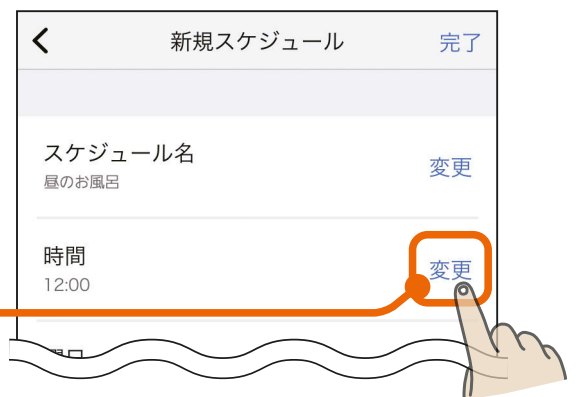 新規スケジュール 完了
スケジュール名
昼のお風呂
変更
時間
12:00
変更